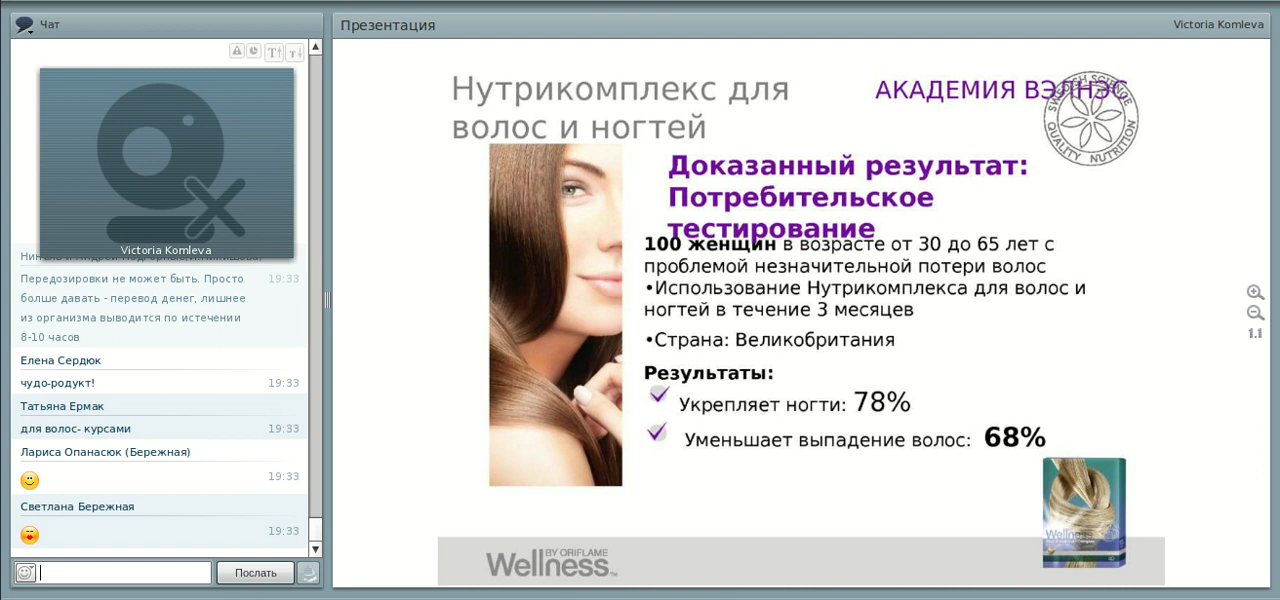 Чат
Victoria Komleva
Передозировки не может быть. Просто 19:33
болше давать - перевод денег, лишнее
из организма выводится по истечении
8-10 часов
Елена Сердюк
чудо-родукт! 19:33
Татьяна Ермак
для волос- курсами 19:33
Лариса Опанасюк (Бережная)
19:33
Светлана Бережная
19:33
Послать
Презентация
Victoria Komleva
Нутрикомплекс для
волос и ногтей
АКАДЕМИЯ ВЭЛНЭС
SWEDISH SCIENCE
QUALITY NUTRITION
Доказанный результат:
Потребительское
тестирование
100 женщин в возрасте от 30 до 65 лет с
проблемой незначительной потери волос
•Использование Нутрикомплекса для волос и
ногтей в течение 3 месяцев
•Страна: Великобритания
Результаты:
Укрепляет ногти: 78%
Уменьшает выпадение волос: 68%
Wellness
BY ORIFLAME
Wellness™
1.1